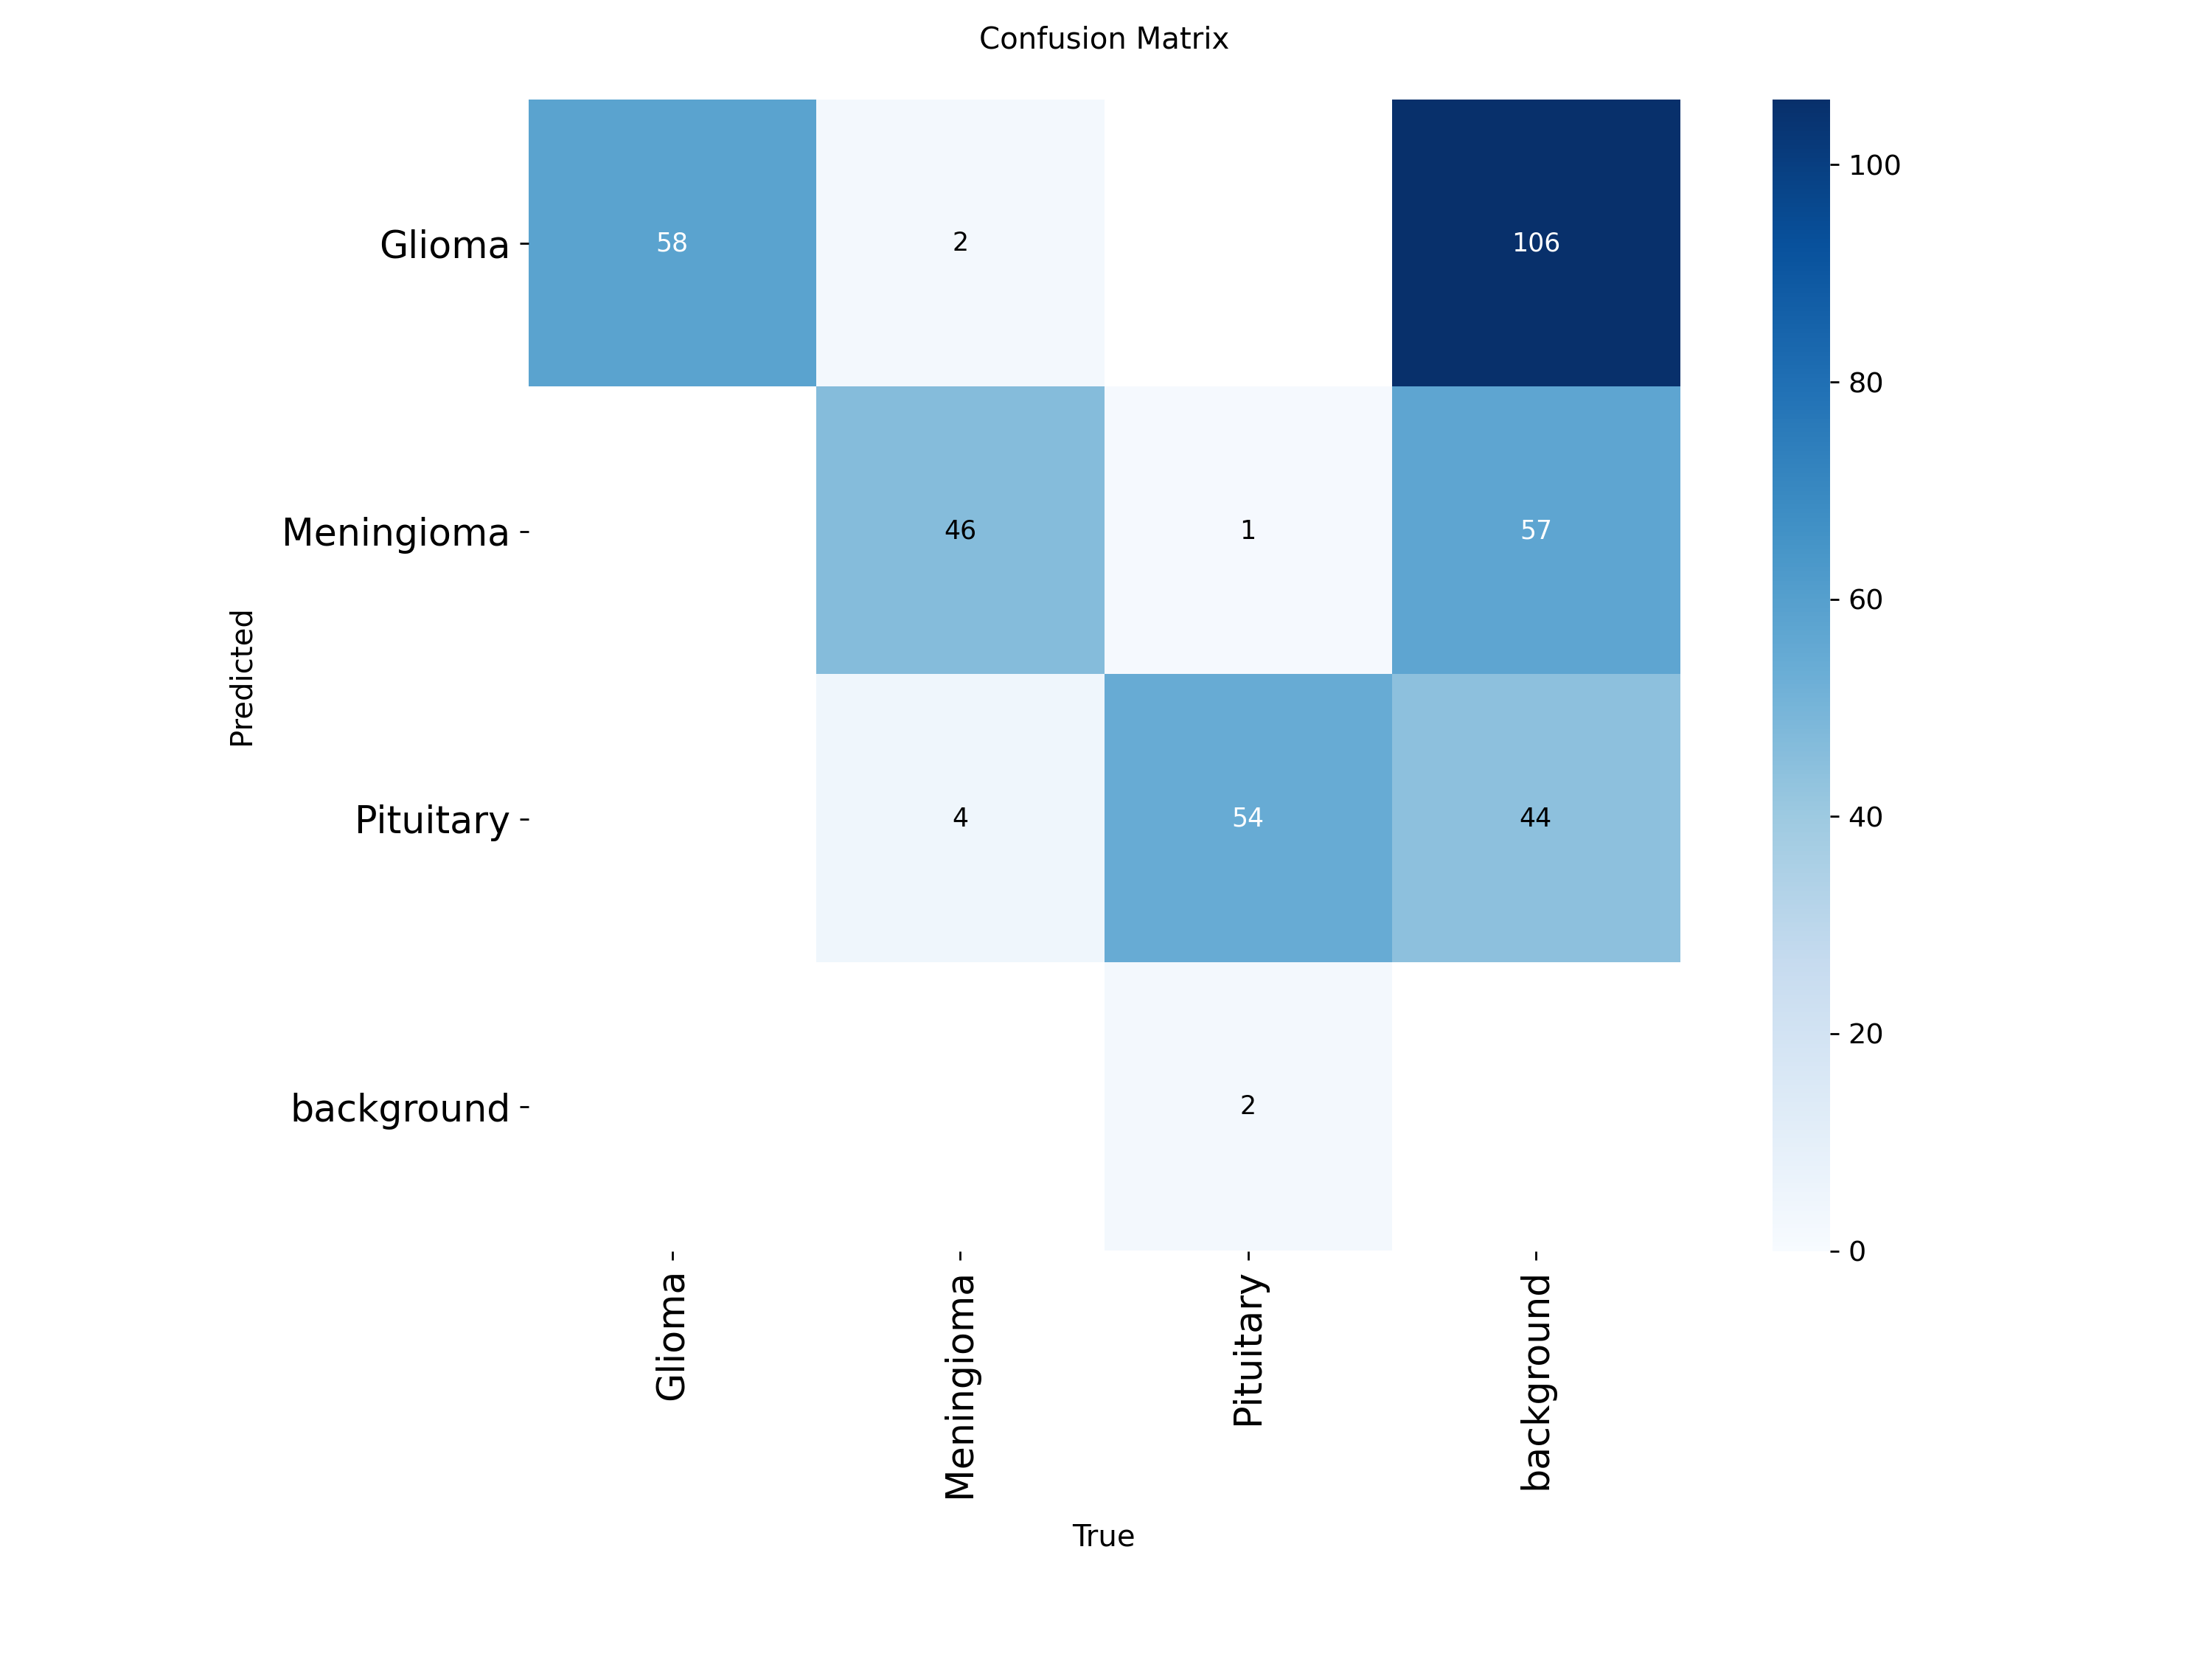 Confusion Matrix
Glioma
58
2
106
Meningioma
46
1
57
Pituitary
4
54
44
background
2
Predicted
Glioma
Meningioma
Pituitary
background
True
100
80
60
40
20
0